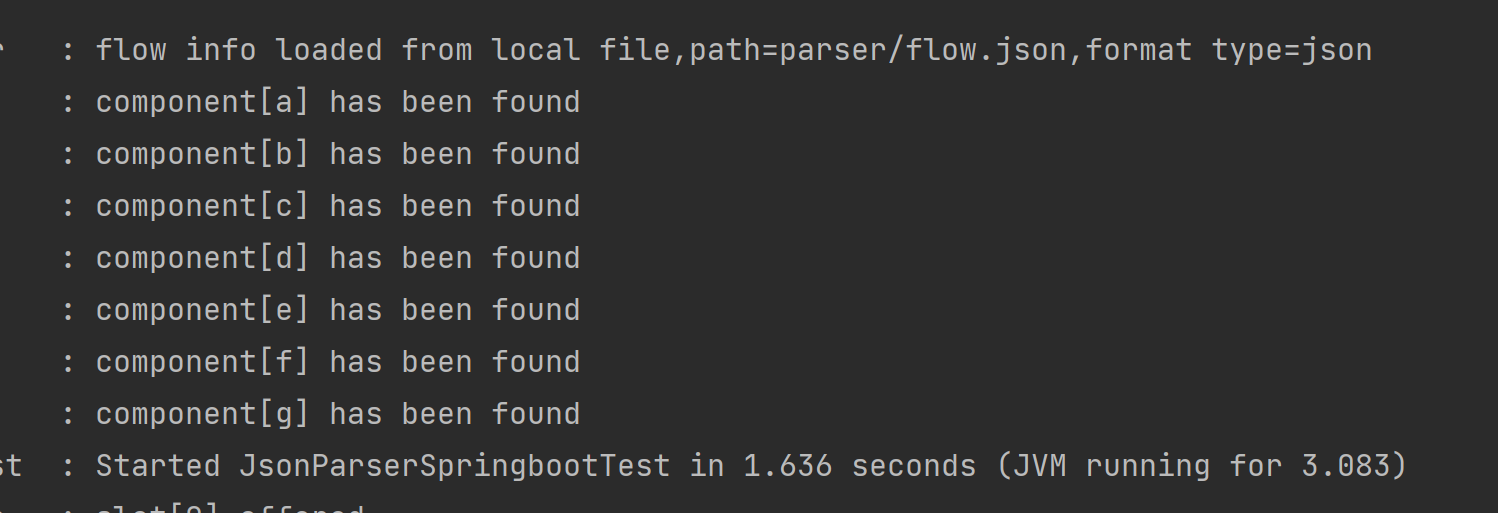 : flow info loaded from local file,path=parser/flow.json,format type=json
: component[a] has been found
: component[b] has been found
: component[c] has been found
: component[d] has been found
: component[e] has been found
: component[f] has been found
: component[g] has been found
st : Started JsonParserSpringbootTest in 1.636 seconds (JVM running for 3.083)